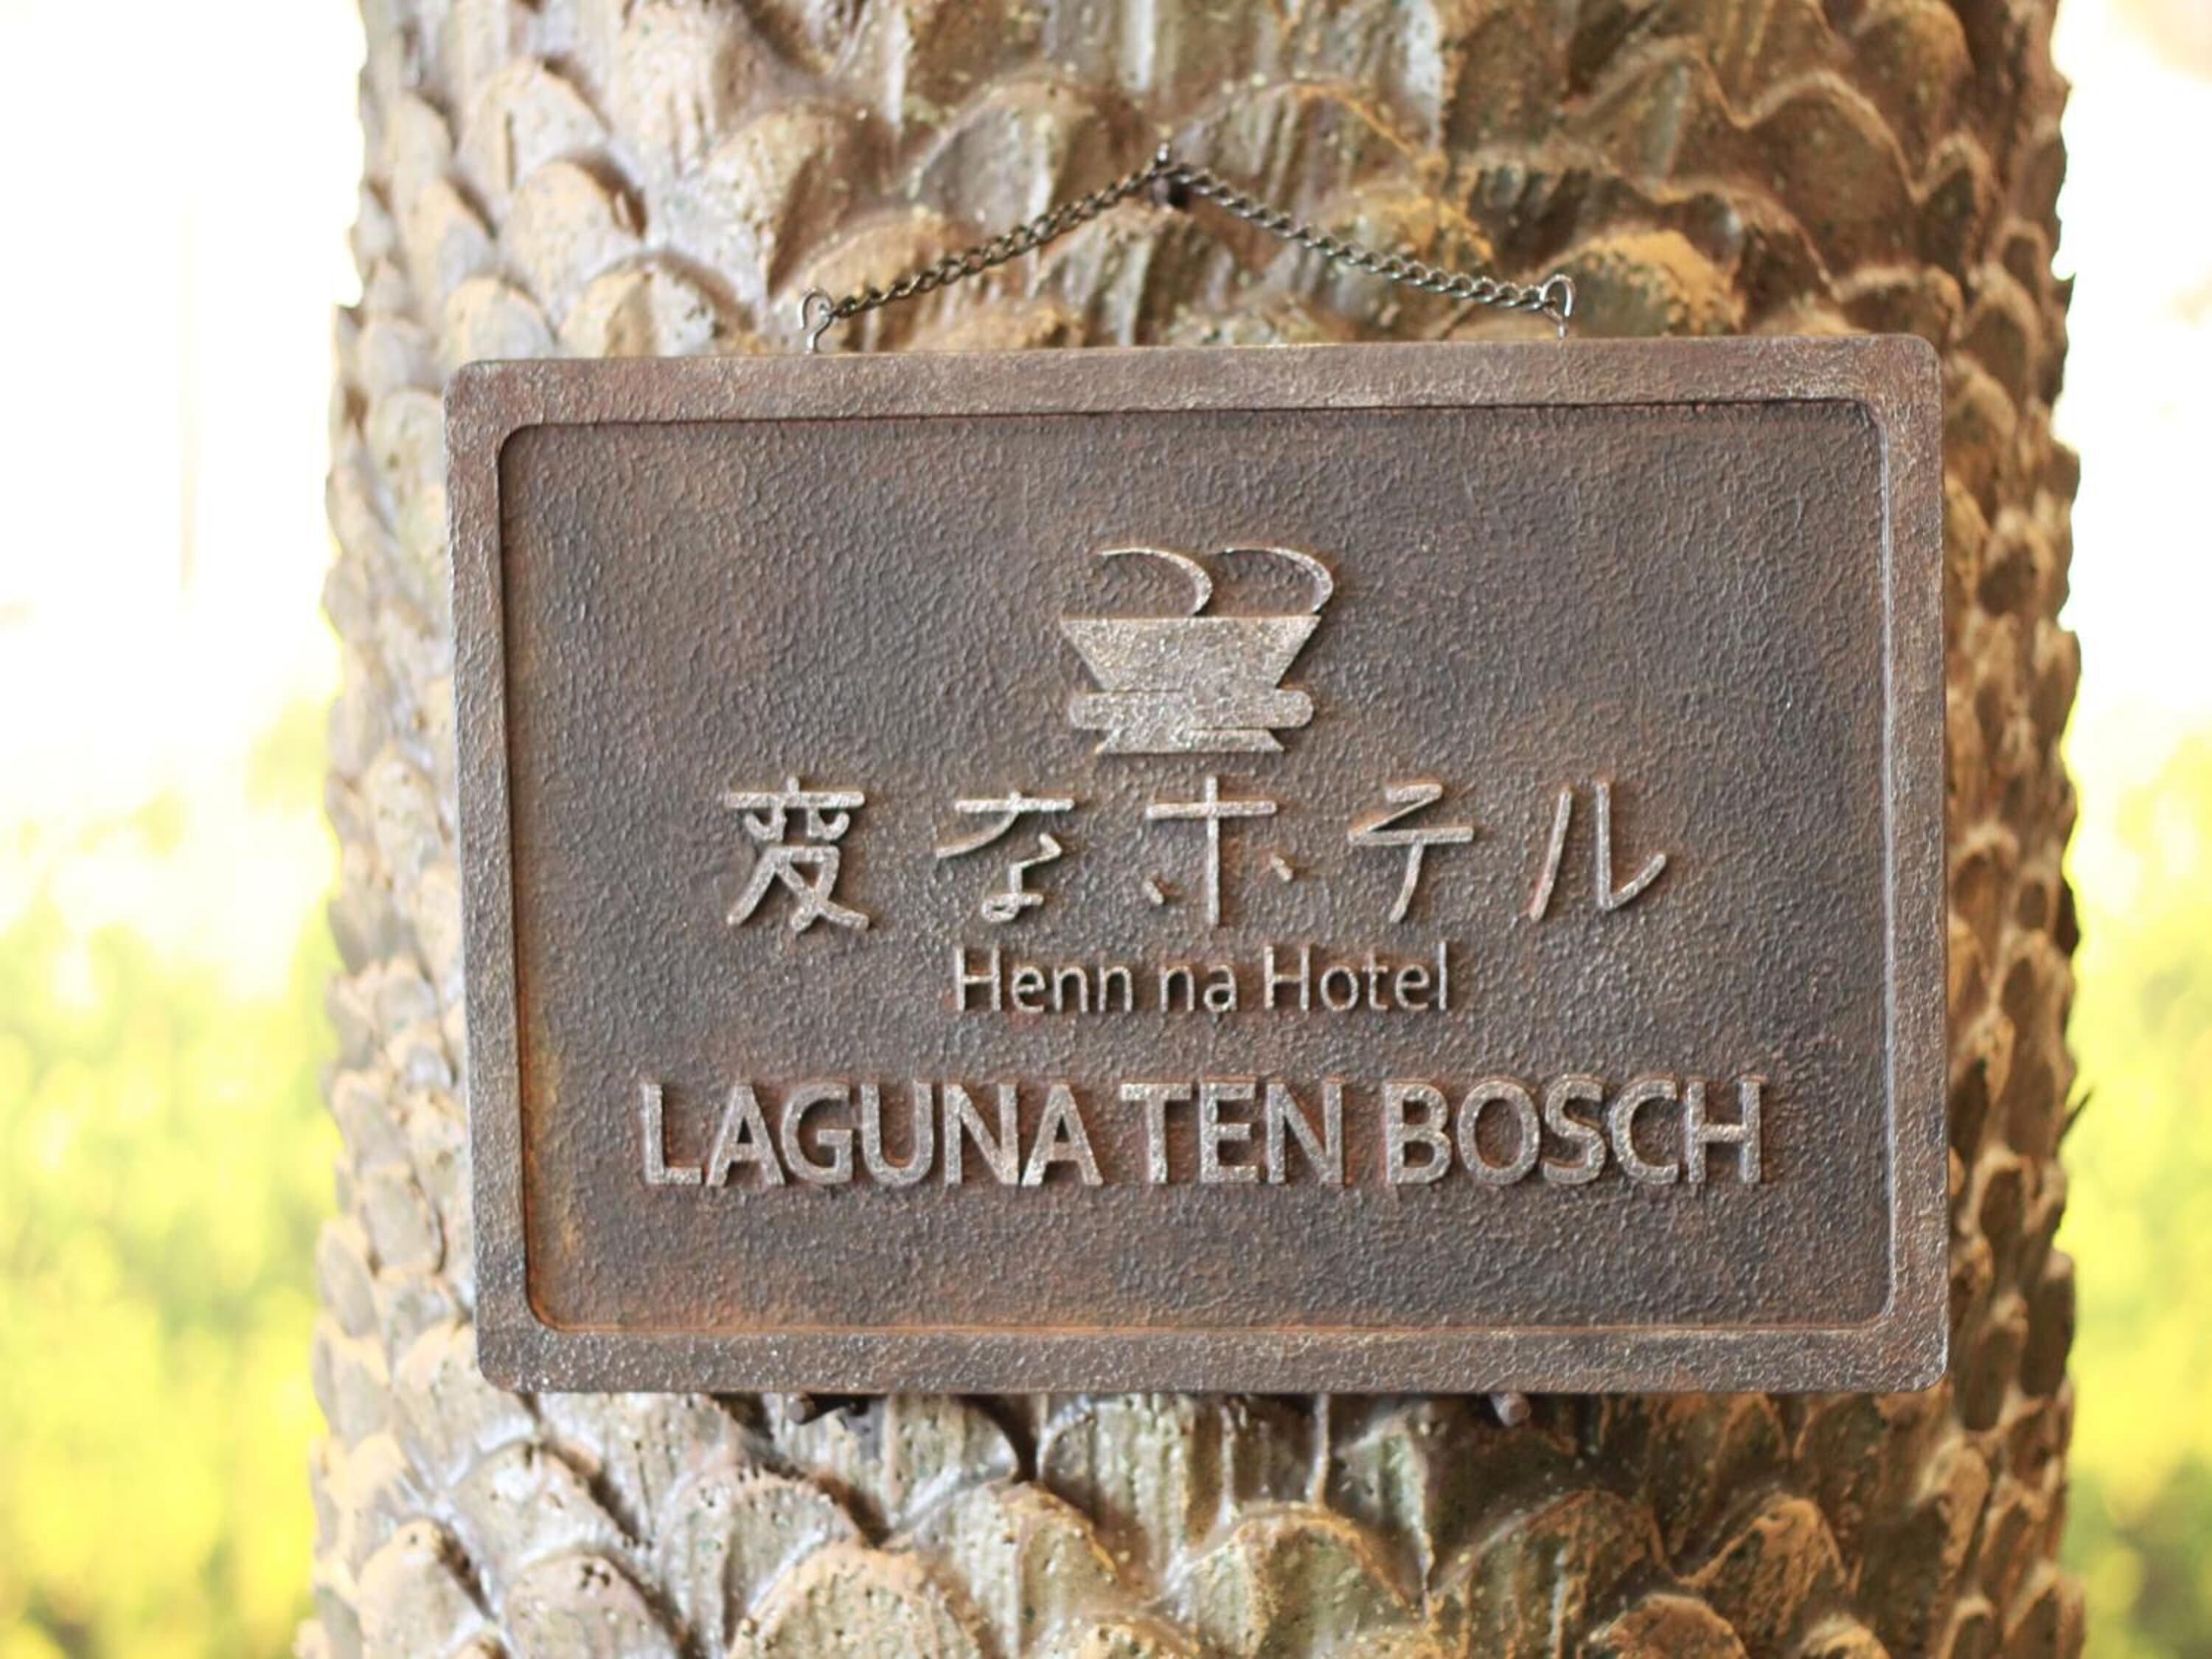 変なホテル
Henn na Hotel
LAGUNA TEN BOSCH